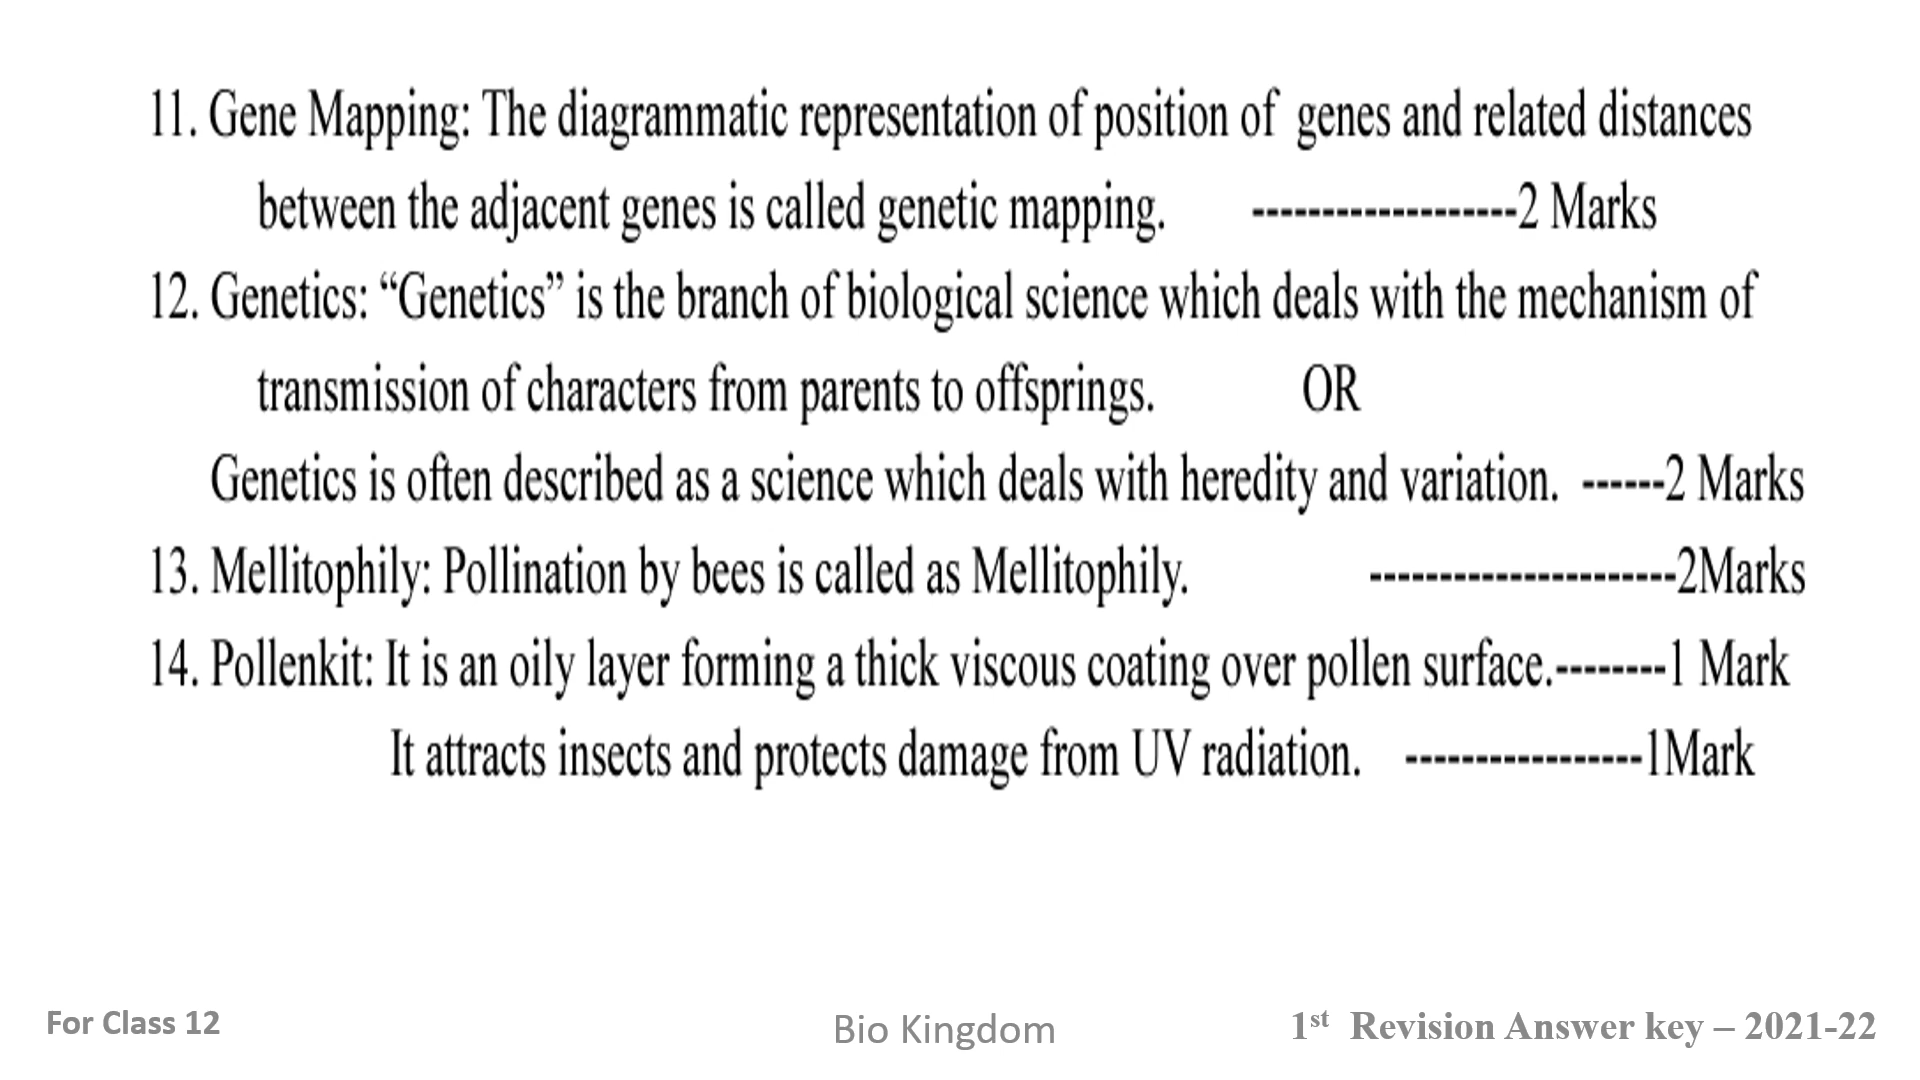 11. Gene Mapping: The diagrammatic representation of position of genes and related distances
between the adjacent genes is called genetic mapping. -------------------2 Marks
12. Genetics: “Genetics” is the branch of biological science which deals with the mechanism of
transmission of characters from parents to offsprings. OR
Genetics is often described as a science which deals with heredity and variation. ------2 Marks
13. Mellitophily: Pollination by bees is called as Mellitophily. ----------------------2Marks
14. Pollenkit: It is an oily layer forming a thick viscous coating over pollen surface.--------1 Mark
It attracts insects and protects damage from UV radiation. -----------------1Mark
For Class 12
Bio Kingdom
1st Revision Answer key – 2021-22